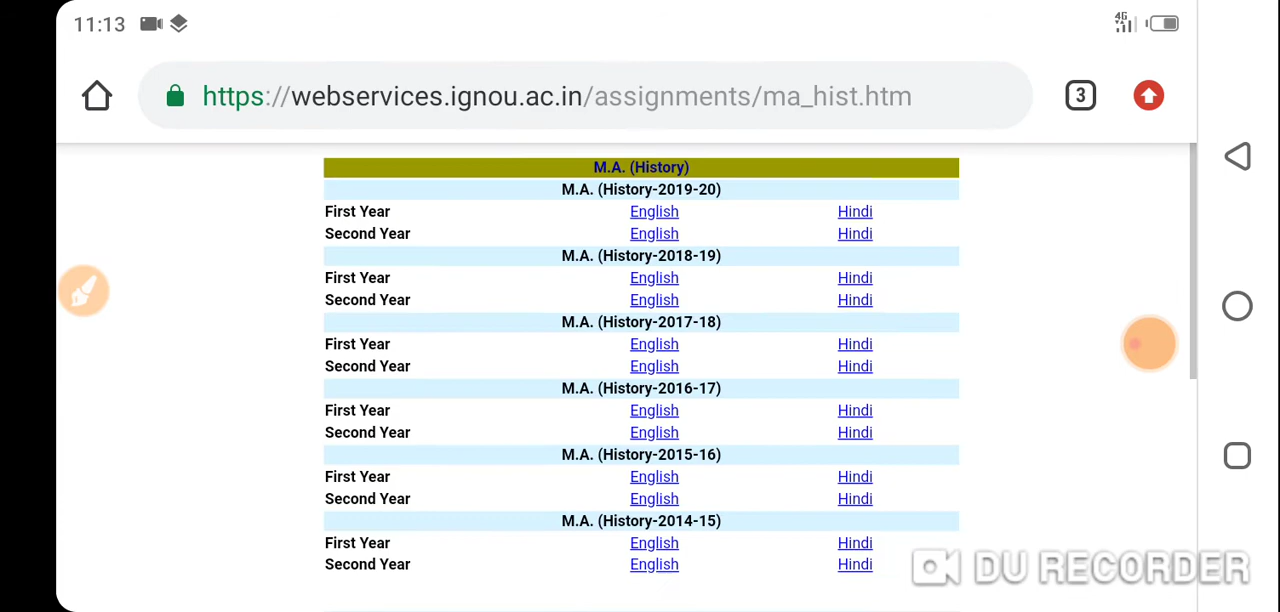 11:13
4G
https://webservices.ignou.ac.in/assignments/ma_hist.htm
3
M.A. (History)
M.A. (History-2019-20)
First Year English Hindi
Second Year English Hindi
M.A. (History-2018-19)
First Year English Hindi
Second Year English Hindi
M.A. (History-2017-18)
First Year English Hindi
Second Year English Hindi
M.A. (History-2016-17)
First Year English Hindi
Second Year English Hindi
M.A. (History-2015-16)
First Year English Hindi
Second Year English Hindi
M.A. (History-2014-15)
First Year English Hindi
Second Year English Hindi
DU RECORDER